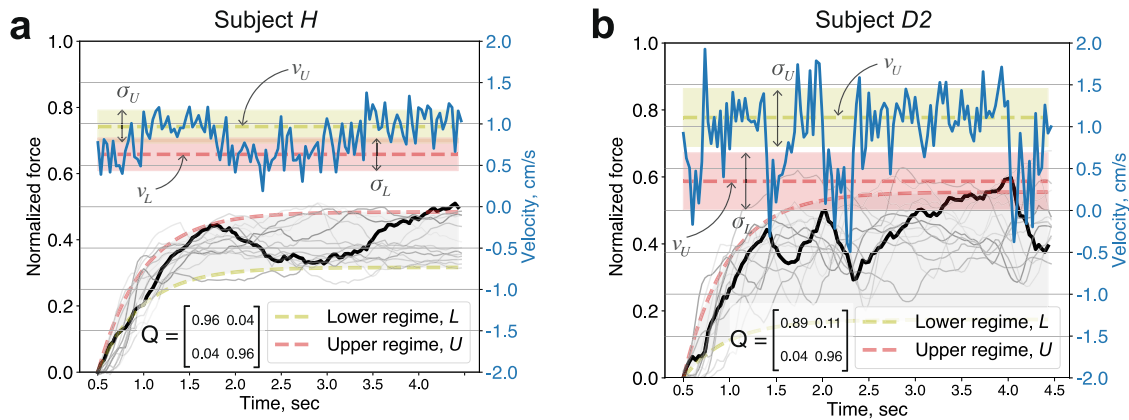 a
Subject H
Normalized force
1.0
0.8
0.6
0.4
0.2
0.0
σU
vU
vL
σL
Q = [0.96 0.04
0.04 0.96]
Lower regime, L
Upper regime, U
0.5 1.0 1.5 2.0 2.5 3.0 3.5 4.0
Time, sec
2.0
1.5
1.0
0.5
0.0
-0.5
-1.0
-1.5
-2.0
Velocity, cm/s
b
Subject D2
Normalized force
1.0
0.8
0.6
0.4
0.2
0.0
σU
vU
σL
vU
Q = [0.89 0.11
0.04 0.96]
Lower regime, L
Upper regime, U
0.5 1.0 1.5 2.0 2.5 3.0 3.5 4.0 4.5
Time, sec
2.0
1.5
1.0
0.5
0.0
-0.5
-1.0
-1.5
-2.0
Velocity, cm/s